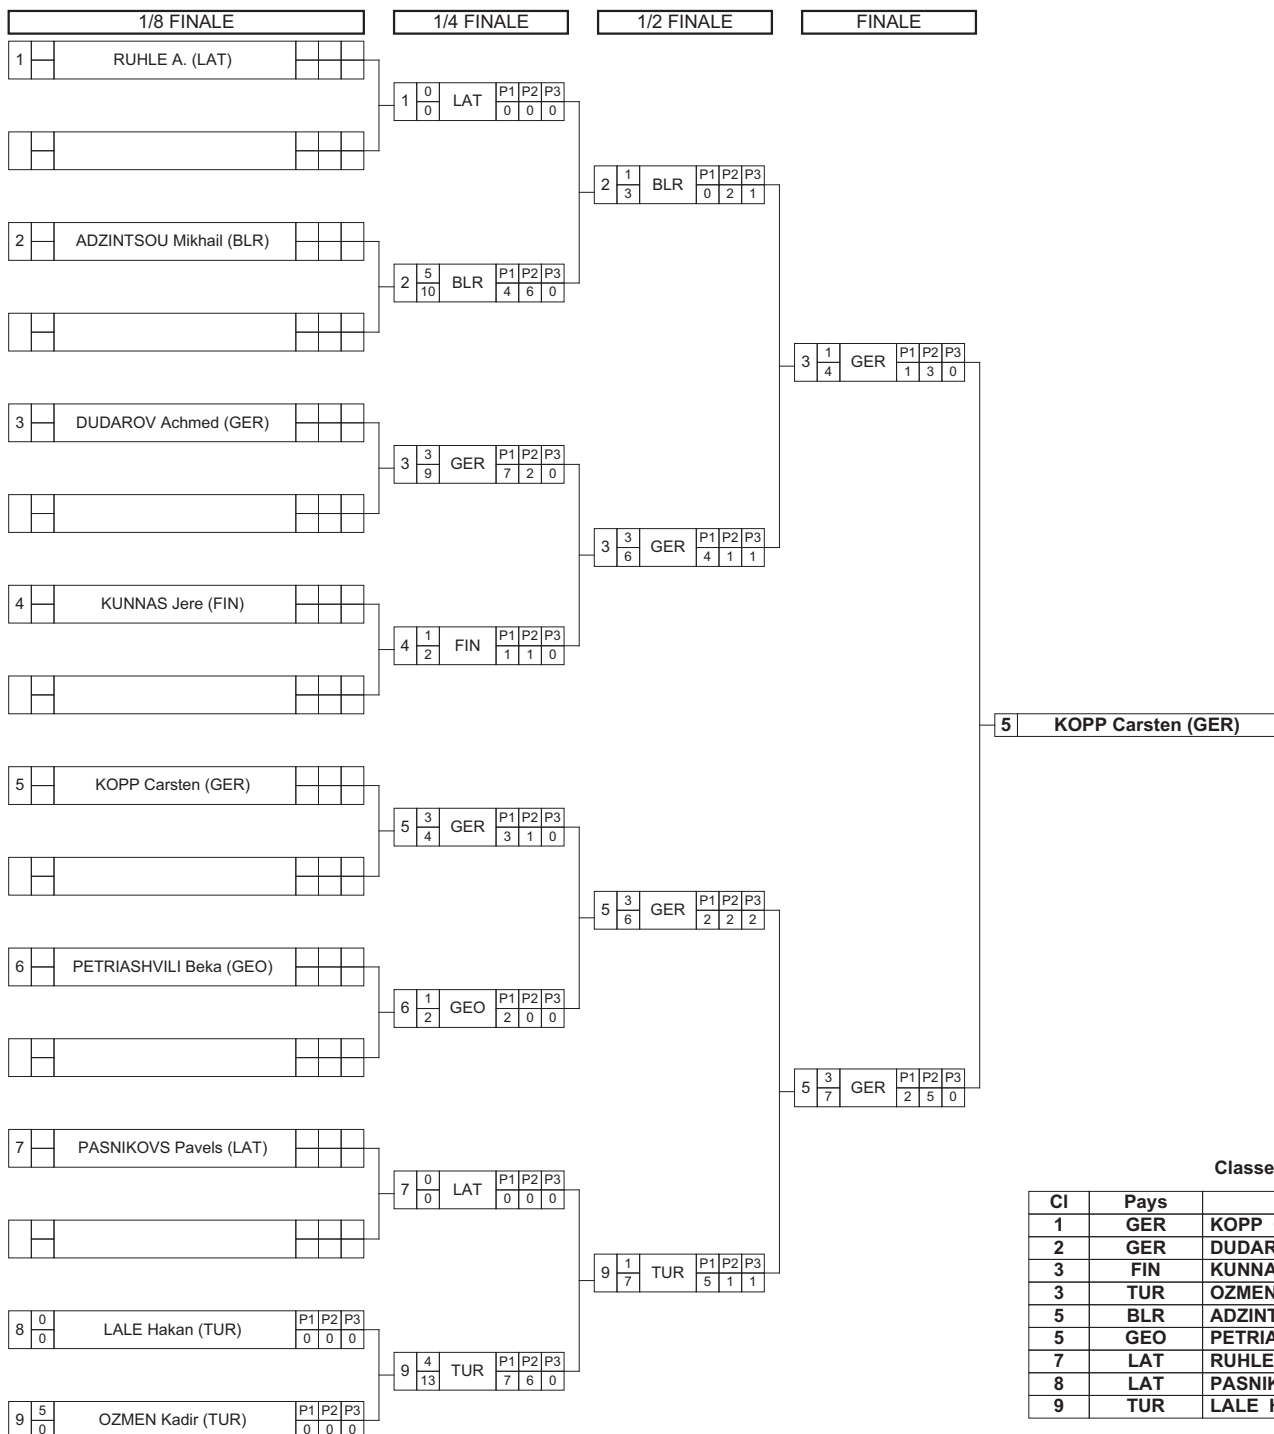 1/8 FINALE 1/4 FINALE 1/2 FINALE FINALE
1 RUHLE A. (LAT)
1 0 0 LAT P1 P2 P3 0 0 0
2 1 3 BLR P1 P2 P3 0 2 1
2 ADZINTSOU Mikhail (BLR)
2 5 10 BLR P1 P2 P3 4 6 0
3 1 4 GER P1 P2 P3 1 3 0
3 DUDAROV Achmed (GER)
3 3 9 GER P1 P2 P3 7 2 0
3 3 6 GER P1 P2 P3 4 1 1
4 KUNNAS Jere (FIN)
4 1 2 FIN P1 P2 P3 1 1 0
5 KOPP Carsten (GER)
5 KOPP Carsten (GER)
5 3 4 GER P1 P2 P3 3 1 0
5 3 6 GER P1 P2 P3 2 2 2
6 PETRIASHVILI Beka (GEO)
6 1 2 GEO P1 P2 P3 2 0 0
5 3 7 GER P1 P2 P3 2 5 0
7 PASNIKOVS Pavels (LAT)
7 0 0 LAT P1 P2 P3 0 0 0
9 1 7 TUR P1 P2 P3 5 1 1
8 0 0 LALE Hakan (TUR) P1 P2 P3 0 0 0
9 4 13 TUR P1 P2 P3 7 6 0
9 5 0 OZMEN Kadir (TUR) P1 P2 P3 0 0 0
Classe
Cl Pays
1 GER KOPP
2 GER DUDAR
3 FIN KUNNA
3 TUR OZMEN
5 BLR ADZINT
5 GEO PETRIA
7 LAT RUHLE
8 LAT PASNIK
9 TUR LALE H